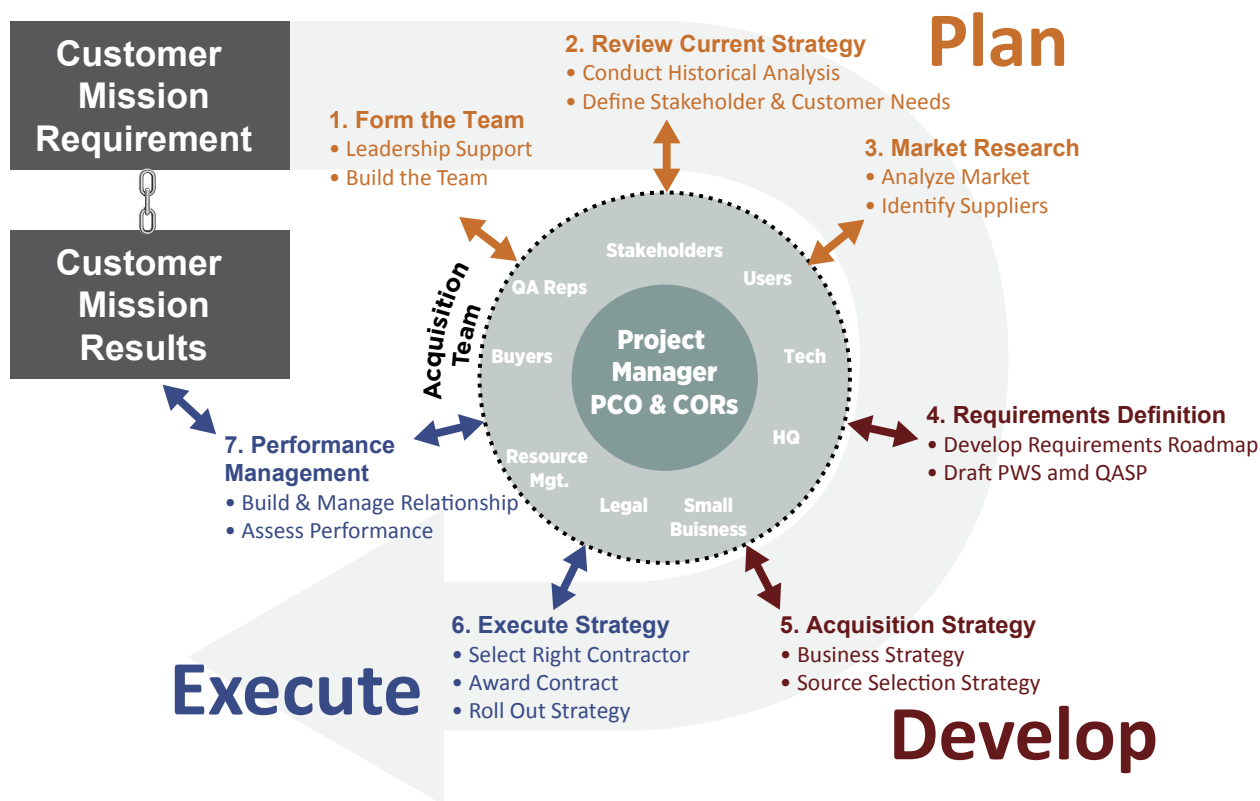 Customer
Mission
Requirement
Customer
Mission
Results
Plan
1. Form the Team
• Leadership Support
• Build the Team
2. Review Current Strategy
• Conduct Historical Analysis
• Define Stakeholder & Customer Needs
3. Market Research
• Analyze Market
• Identify Suppliers
Acquisition
Team
Stakeholders
QA Reps
Users
Buyers
Tech
Project
Manager
PCO & CORs
HQ
Resource
Mgt.
Legal
Small
Buisness
4. Requirements Definition
• Develop Requirements Roadmap
• Draft PWS amd QASP
5. Acquisition Strategy
• Business Strategy
• Source Selection Strategy
Develop
6. Execute Strategy
• Select Right Contractor
• Award Contract
• Roll Out Strategy
Execute
7. Performance
Management
• Build & Manage Relationship
• Assess Performance